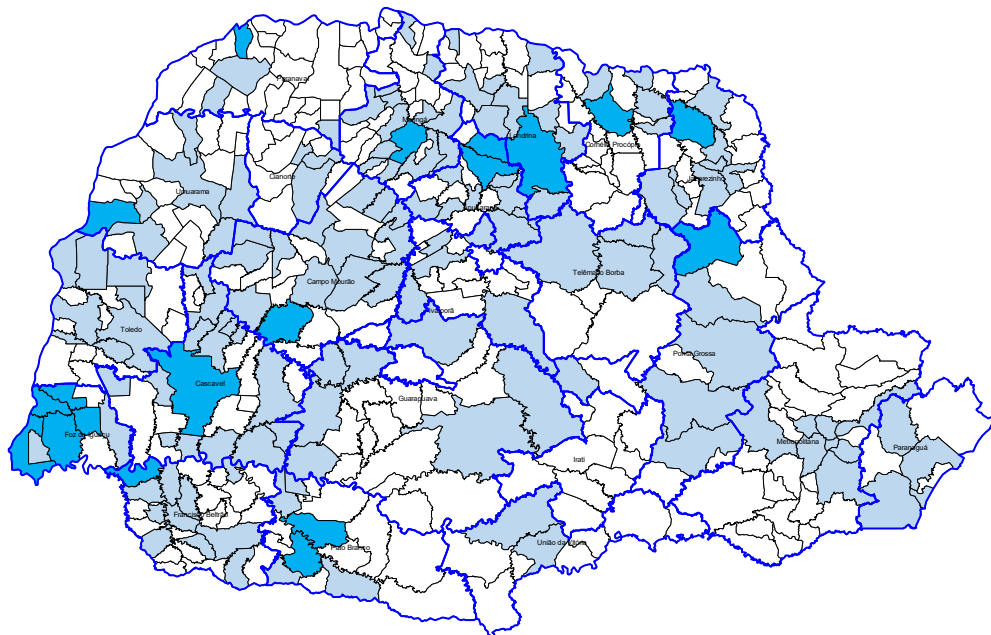 Paranavaí
Maringá
Londrina
Cornélio Procópio
Jacarezinho
Umuarama
Cianorte
Apucarana
Campo Mourão
Telêmaco Borba
Ivaiporã
Toledo
Ponta Grossa
Cascavel
Guarapuava
Foz do Iguaçu
Metropolitana
Paranaguá
Irati
Francisco Beltrão
Pato Branco
União da Vitória